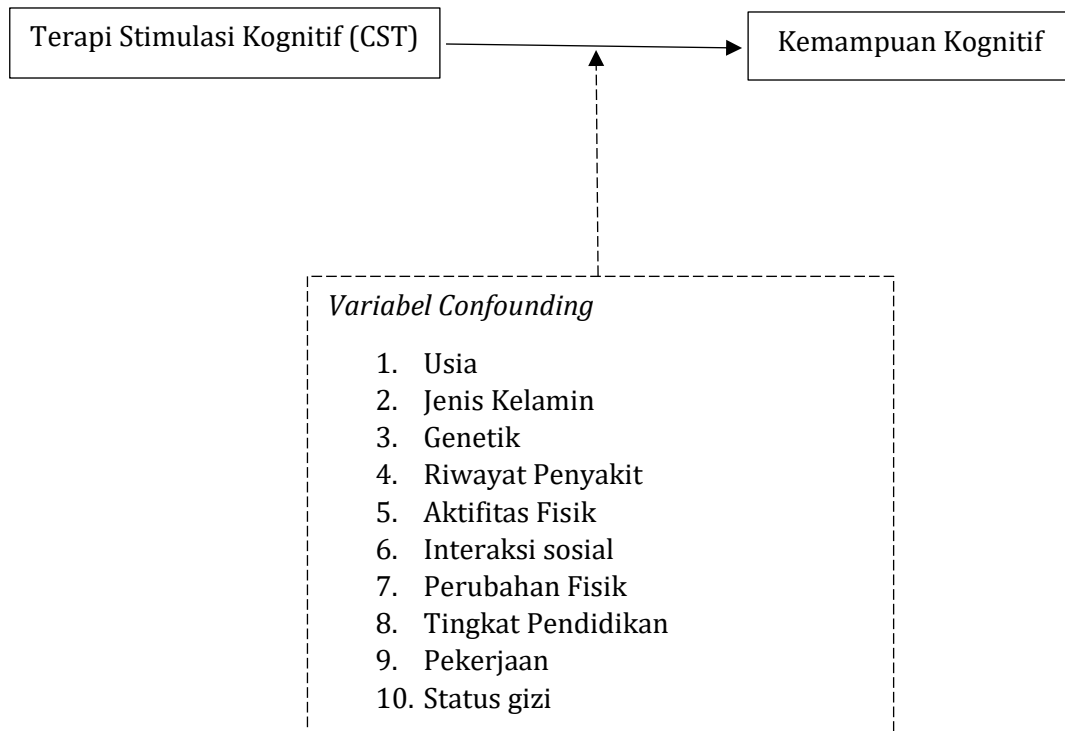 Terapi Stimulasi Kognitif (CST)
Kemampuan Kognitif
Variabel Confounding
1. Usia
2. Jenis Kelamin
3. Genetik
4. Riwayat Penyakit
5. Aktifitas Fisik
6. Interaksi sosial
7. Perubahan Fisik
8. Tingkat Pendidikan
9. Pekerjaan
10. Status gizi